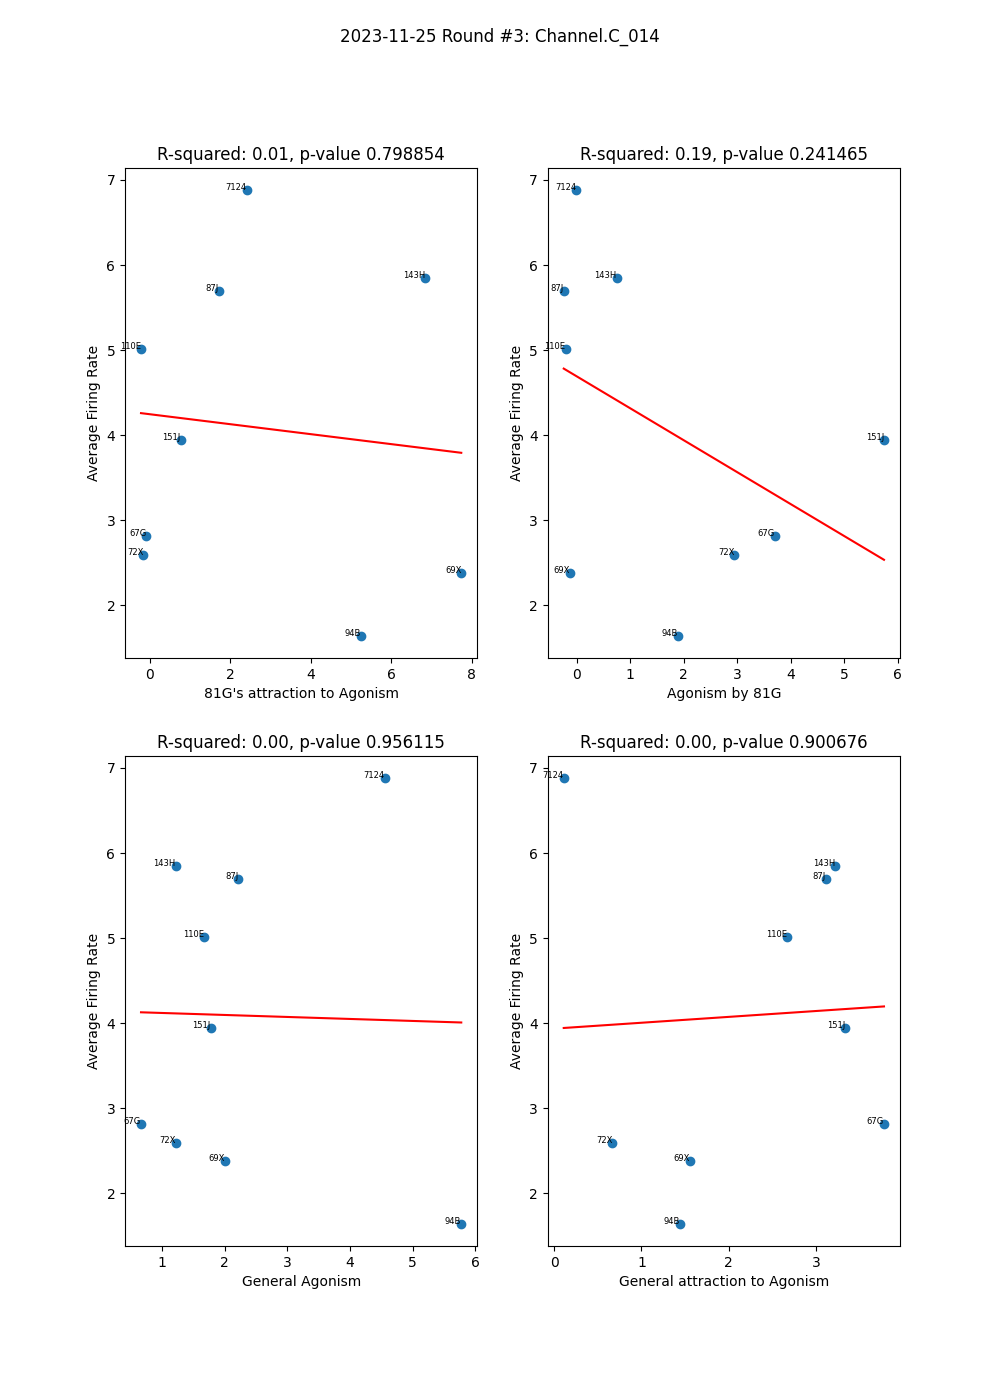 2023-11-25 Round #3: Channel.C_014
R-squared: 0.01, p-value 0.798854
7
6
5
4
3
2
Average Firing Rate
7124
143H
87J
110E
151J
67G
72X
69X
94B
0 2 4 6 8
81G's attraction to Agonism
R-squared: 0.19, p-value 0.241465
7
6
5
4
3
2
Average Firing Rate
7124
143H
87J
110E
151J
67G
72X
69X
94B
0 1 2 3 4 5 6
Agonism by 81G
R-squared: 0.00, p-value 0.956115
7
6
5
4
3
2
Average Firing Rate
7124
143H
87J
110E
151J
67G
72X
69X
94B
1 2 3 4 5 6
General Agonism
R-squared: 0.00, p-value 0.900676
7
6
5
4
3
2
Average Firing Rate
7124
143H
87J
110E
151J
67G
72X
69X
94B
0 1 2 3
General attraction to Agonism